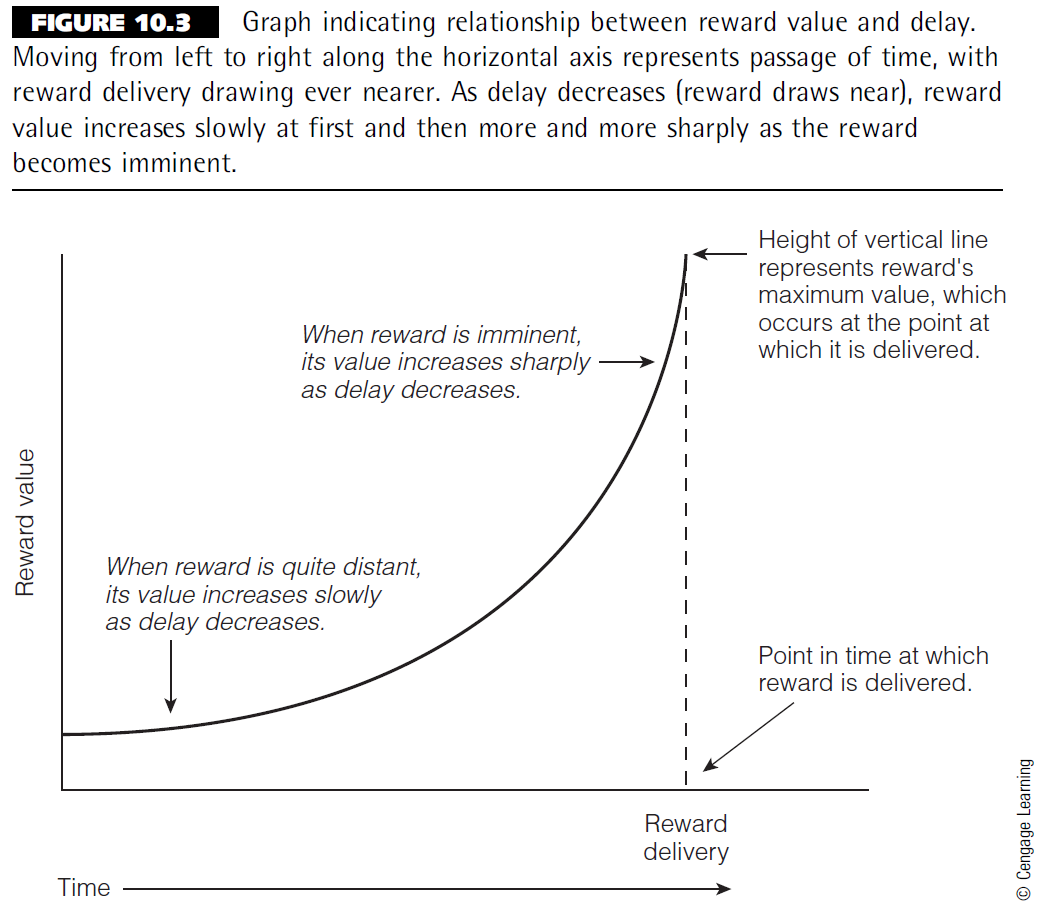 FIGURE 10.3 Graph indicating relationship between reward value and delay.
Moving from left to right along the horizontal axis represents passage of time, with
reward delivery drawing ever nearer. As delay decreases (reward draws near), reward
value increases slowly at first and then more and more sharply as the reward
becomes imminent.
Height of vertical line
represents reward's
maximum value, which
occurs at the point at
which it is delivered.
When reward is imminent,
its value increases sharply
as delay decreases.
Reward value
When reward is quite distant,
its value increases slowly
as delay decreases.
Point in time at which
reward is delivered.
Reward
delivery
Time
© Cengage Learning